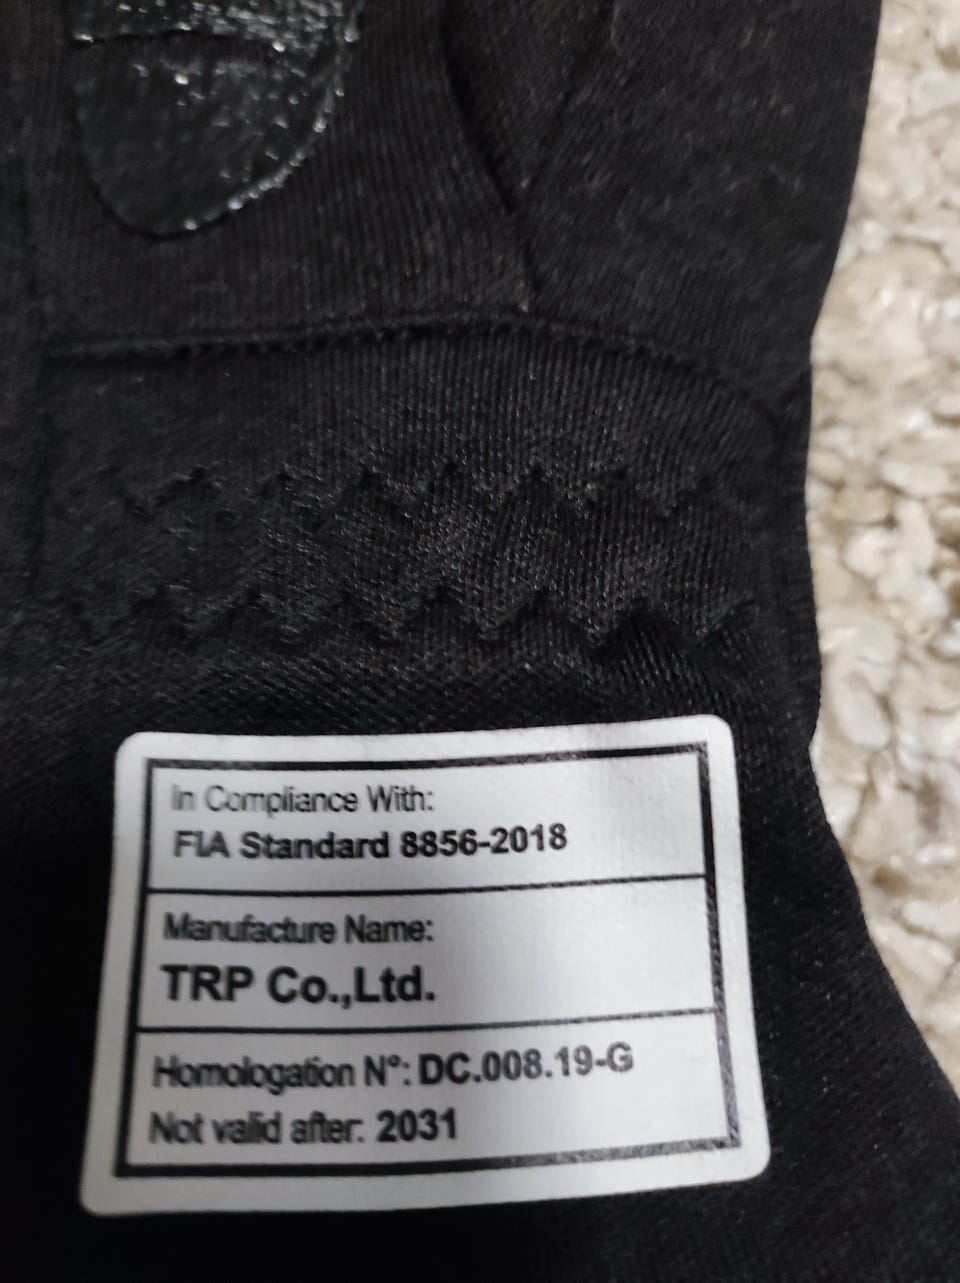 In Compliance With:
FIA Standard 8856-2018
Manufacture Name:
TRP Co.,Ltd.
Homologation N°: DC.008.19-G
Not valid after: 2031